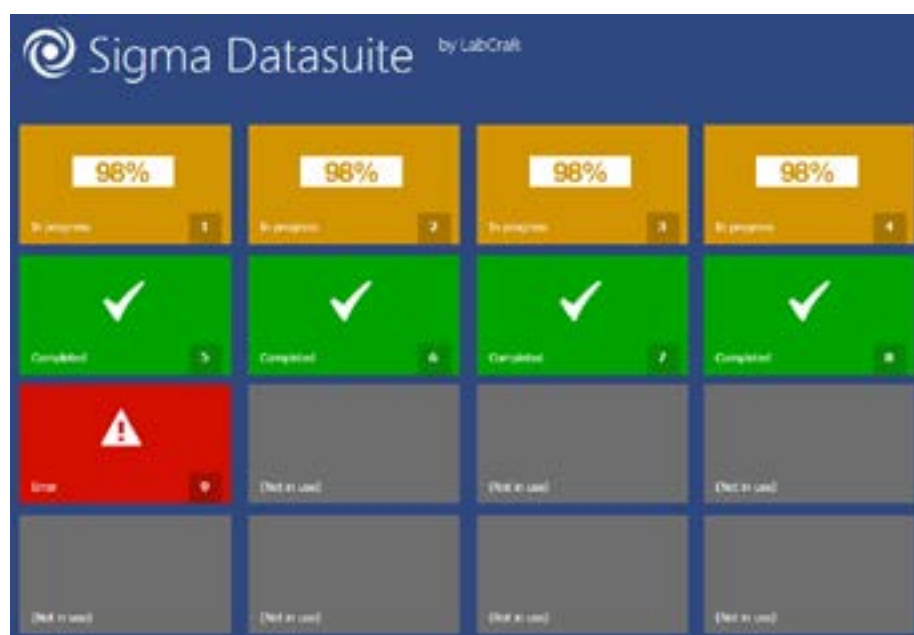 Sigma Datasuite by LabCraft
98% 98% 98% 98%
In progress 1 In progress 2 In progress 3 In progress 4
Completed 5 Completed 6 Completed 7 Completed 8
Error 9 (Not in use) (Not in use) (Not in use)
(Not in use) (Not in use) (Not in use) (Not in use)